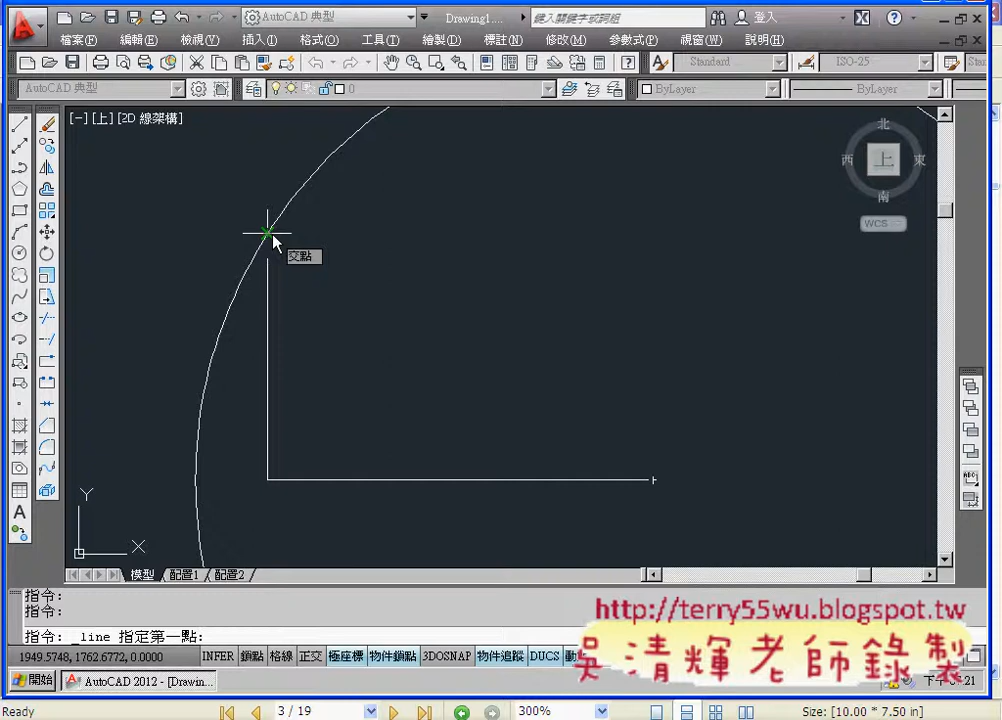 AutoCAD 典型
Drawing1....
鍵入關鍵字或詞組
登入
檔案(F)
編輯(E)
檢視(V)
插入(I)
格式(O)
工具(T)
繪製(D)
標註(N)
修改(M)
參數式(P)
視窗(W)
說明(H)
Standard
ISO-25
Stan
AutoCAD 典型
0
ByLayer
ByLayer
[-] [上] [2D 線架構]
北
西 上 東
南
WCS
交點
Y
X
模型 配置1 配置2
指令:
指令:
指令: _line 指定第一點:
http://terry55wu.blogspot.tw
吳清輝老師錄製
1949.5748, 1762.6772, 0.0000
INFER 鎖點 格線 正交 極座標 物件鎖點 3DOSNAP 物件追蹤 DUCS
開始
AutoCAD 2012 - [Drawin...
Ready
3 / 19
300%
Size: [10.00 * 7.50 in]